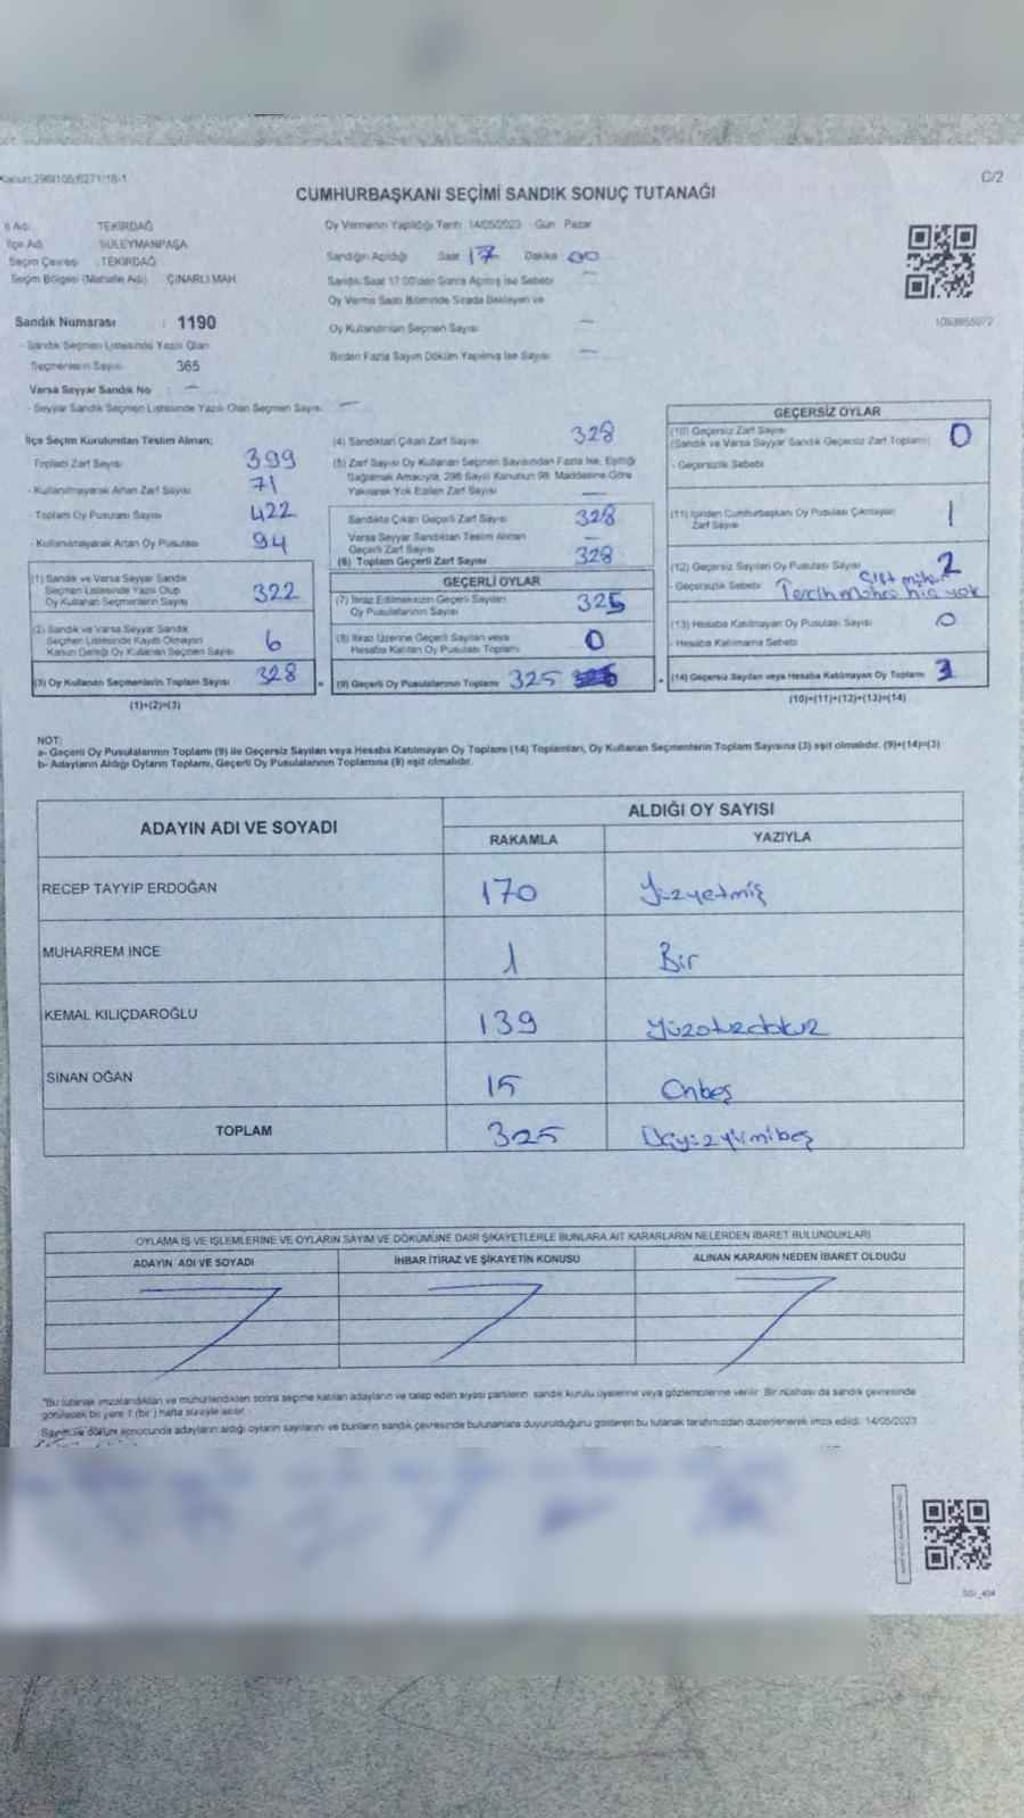 Kanun:298/105;6271/18-1
C/2
CUMHURBAŞKANI SEÇİMİ SANDIK SONUÇ TUTANAĞI
İl Adı: TEKİRDAĞ
İlçe Adı SÜLEYMANPAŞA
Seçim Çevresi : TEKİRDAĞ
Seçim Bölgesi (Mahalle Adı) ÇINARLI MAH.
Sandık Numarası : 1190
- Sandık Seçmen Listesinde Yazılı Olan
Seçmenlerin Sayısı 365
Varsa Seyyar Sandık No : —
- Seyyar Sandık Seçmen Listesinde Yazılı Olan Seçmen Sayısı —
Oy Vermenin Yapıldığı Tarih: 14/05/2023 Gün: Pazar
Sandığın Açıldığı Saat 17 Dakika 00
Sandık Saat 17:00'den Sonra Açılmış İse Sebebi —
Oy Verme Saati Bitiminde Sırada Bekleyen ve
Oy Kullandırılan Seçmen Sayısı —
Birden Fazla Sayım Döküm Yapılmış İse Sayısı —
İlçe Seçim Kurulundan Teslim Alınan;
- Toplam Zarf Sayısı 399
- Kullanılmayarak Artan Zarf Sayısı 71
- Toplam Oy Pusulası Sayısı 422
- Kullanılmayarak Artan Oy Pusulası 94
(1) Sandık ve Varsa Seyyar Sandık
Seçmen Listesinde Yazılı Olup
Oy Kullanan Seçmenlerin Sayısı 322
(2) Sandık ve Varsa Seyyar Sandık
Seçmen Listesinde Kayıtlı Olmayan
Kanun Gereği Oy Kullanan Seçmen Sayısı 6
(3) Oy Kullanan Seçmenlerin Toplam Sayısı 328
(1)+(2)=(3)
(4) Sandıktan Çıkan Zarf Sayısı 328
(5) Zarf Sayısı Oy Kullanan Seçmen Sayısından Fazla İse, Eşitliği
Sağlamak Amacıyla, 298 Sayılı Kanunun 98. Maddesine Göre
Yakılarak Yok Edilen Zarf Sayısı —
Sandıkta Çıkan Geçerli Zarf Sayısı 328
Varsa Seyyar Sandıktan Teslim Alınan
Geçerli Zarf Sayısı —
(6) Toplam Geçerli Zarf Sayısı 328
GEÇERLİ OYLAR
(7) İtiraz Edilmeksizin Geçerli Sayılan
Oy Pusulalarının Sayısı 325
(8) İtiraz Üzerine Geçerli Sayılan veya
Hesaba Katılan Oy Pusulası Toplamı 0
(9) Geçerli Oy Pusulalarının Toplamı 325
GEÇERSİZ OYLAR
(10) Geçersiz Zarf Sayısı
(Sandık ve Varsa Seyyar Sandık Geçersiz Zarf Toplamı) 0
- Geçersizlik Sebebi
(11) İçinden Cumhurbaşkanı Oy Pusulası Çıkmayan
Zarf Sayısı 1
(12) Geçersiz Sayılan Oy Pusulası Sayısı 2
- Geçersizlik Sebebi
(13) Hesaba Katılmayan Oy Pusulası Sayısı 0
- Hesaba Katılmama Sebebi
(14) Geçersiz Sayılan veya Hesaba Katılmayan Oy Toplamı 3
(10)+(11)+(12)+(13)=(14)
NOT:
a- Geçerli Oy Pusulalarının Toplamı (9) ile Geçersiz Sayılan veya Hesaba Katılmayan Oy Toplamı (14) Toplamları, Oy Kullanan Seçmenlerin Toplam Sayısına (3) eşit olmalıdır. (9)+(14)=(3)
b- Adayların Aldığı Oyların Toplamı, Geçerli Oy Pusulalarının Toplamına (9) eşit olmalıdır.
ADAYIN ADI VE SOYADI
ALDIĞI OY SAYISI
RAKAMLA YAZIYLA
RECEP TAYYİP ERDOĞAN 170 Yüzyetmiş
MUHARREM İNCE 1 Bir
KEMAL KILIÇDAROĞLU 139 Yüzotuzdokuz
SİNAN OĞAN 15 Onbeş
TOPLAM 325 Üçyüzyirmibeş
OYLAMA İŞ VE İŞLEMLERİNE VE OYLARIN SAYIM VE DÖKÜMÜNE DAİR ŞİKAYETLERLE BUNLARA AİT KARARLARIN NELERDEN İBARET BULUNDUKLARI
ADAYIN ADI VE SOYADI İHBAR İTİRAZ VE ŞİKAYETİN KONUSU ALINAN KARARIN NEDEN İBARET OLDUĞU
"Bu tutanak imzalandıktan ve mühürlendikten sonra seçime katılan adayların ve talep eden siyasi partilerin sandık kurulu üyelerine veya gözlemcilerine verilir. Bir nüshası da sandık çevresinde
görülecek bir yere 1 (bir) hafta süreyle asılır.
Sayım ve döküm sonucunda adayların aldığı oyların sayılarını ve bunların sandık çevresinde bulunanlara duyurulduğunu gösteren bu tutanak tarafımızdan düzenlenerek imza edildi. 14/05/2023